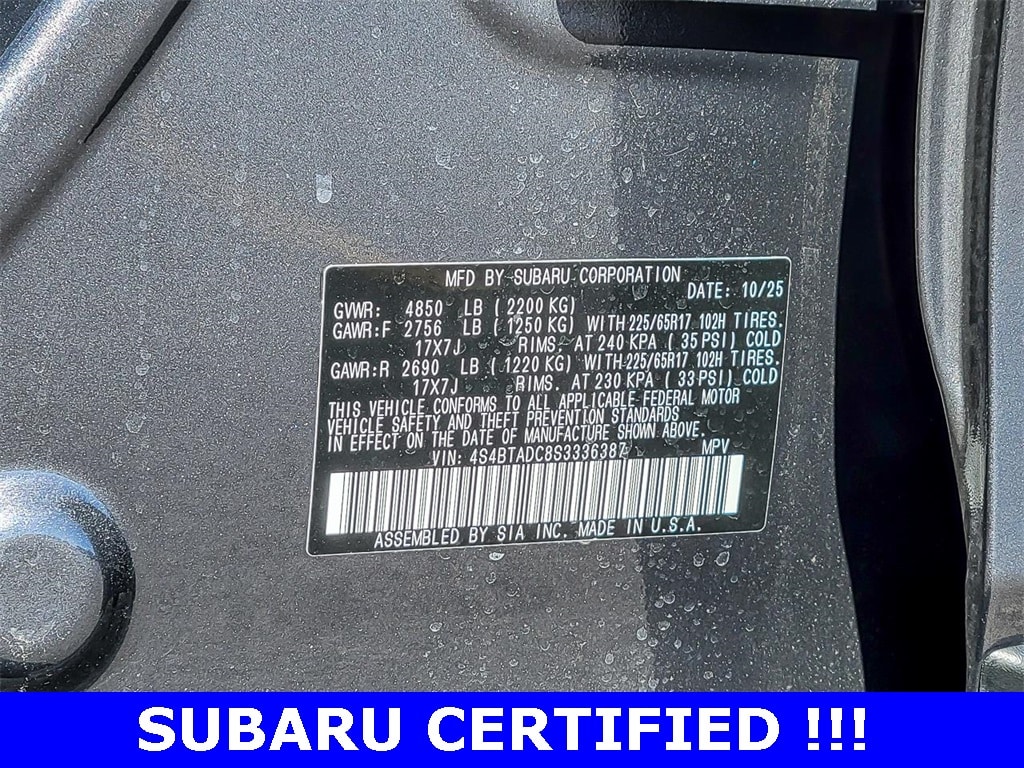 MFD BY SUBARU CORPORATION
DATE: 10/25
GVWR: 4850 LB (2200 KG)
GAWR:F 2756 LB (1250 KG) WITH 225/65R17 102H TIRES.
17X7J RIMS. AT 240 KPA (35 PSI) COLD
GAWR:R 2690 LB (1220 KG) WITH 225/65R17 102H TIRES.
17X7J RIMS. AT 230 KPA (33 PSI) COLD
THIS VEHICLE CONFORMS TO ALL APPLICABLE FEDERAL MOTOR
VEHICLE SAFETY AND THEFT PREVENTION STANDARDS
IN EFFECT ON THE DATE OF MANUFACTURE SHOWN ABOVE.
VIN: 4S4BTADC8S3336387 MPV
ASSEMBLED BY SIA INC. MADE IN U.S.A.
SUBARU CERTIFIED !!!